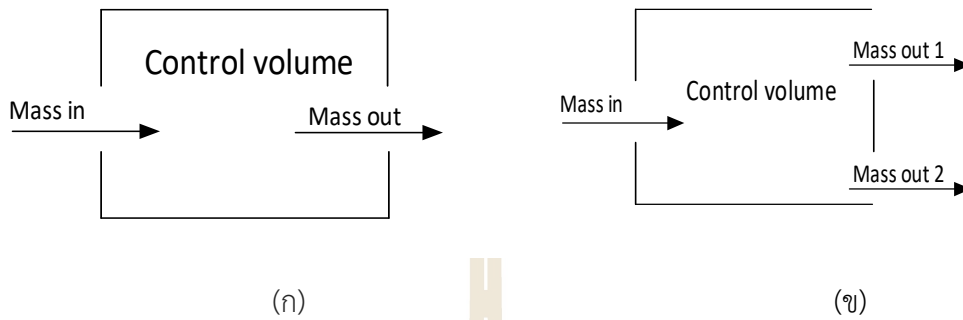 Control volume
Mass in
Mass out
(ก)
Mass out 1
Control volume
Mass in
Mass out 2
(ข)